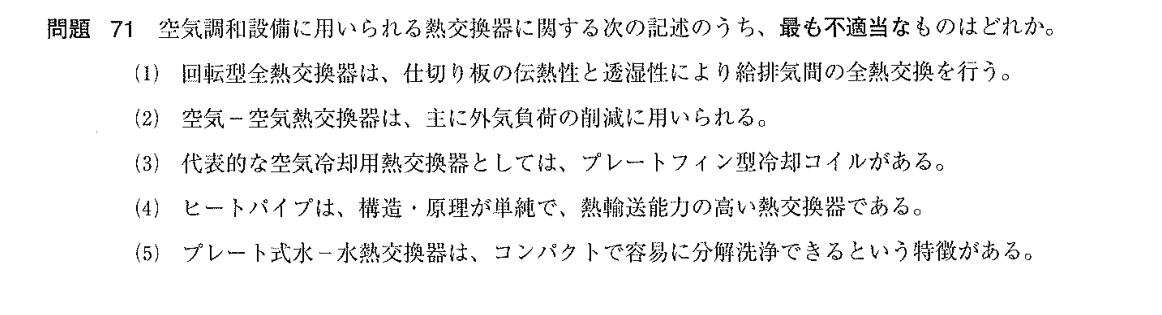 問題 71 空気調和設備に用いられる熱交換器に関する次の記述のうち、最も不適当なものはどれか。
(1) 回転型全熱交換器は、仕切り板の伝熱性と透湿性により給排気間の全熱交換を行う。
(2) 空気－空気熱交換器は、主に外気負荷の削減に用いられる。
(3) 代表的な空気冷却用熱交換器としては、プレートフィン型冷却コイルがある。
(4) ヒートパイプは、構造・原理が単純で、熱輸送能力の高い熱交換器である。
(5) プレート式水－水熱交換器は、コンパクトで容易に分解洗浄できるという特徴がある。